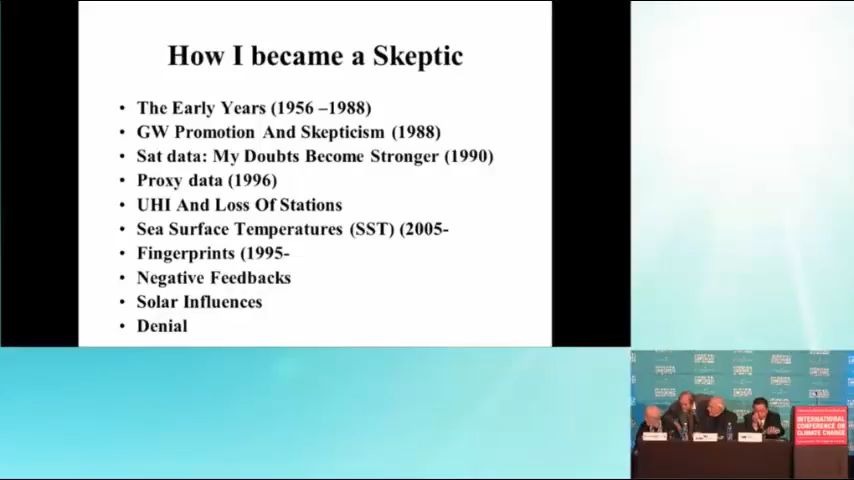 How I became a Skeptic
• The Early Years (1956 –1988)
• GW Promotion And Skepticism (1988)
• Sat data: My Doubts Become Stronger (1990)
• Proxy data (1996)
• UHI And Loss Of Stations
• Sea Surface Temperatures (SST) (2005-
• Fingerprints (1995-
• Negative Feedbacks
• Solar Influences
• Denial
INTERNATIONAL
CONFERENCE ON
CLIMATE CHANGE